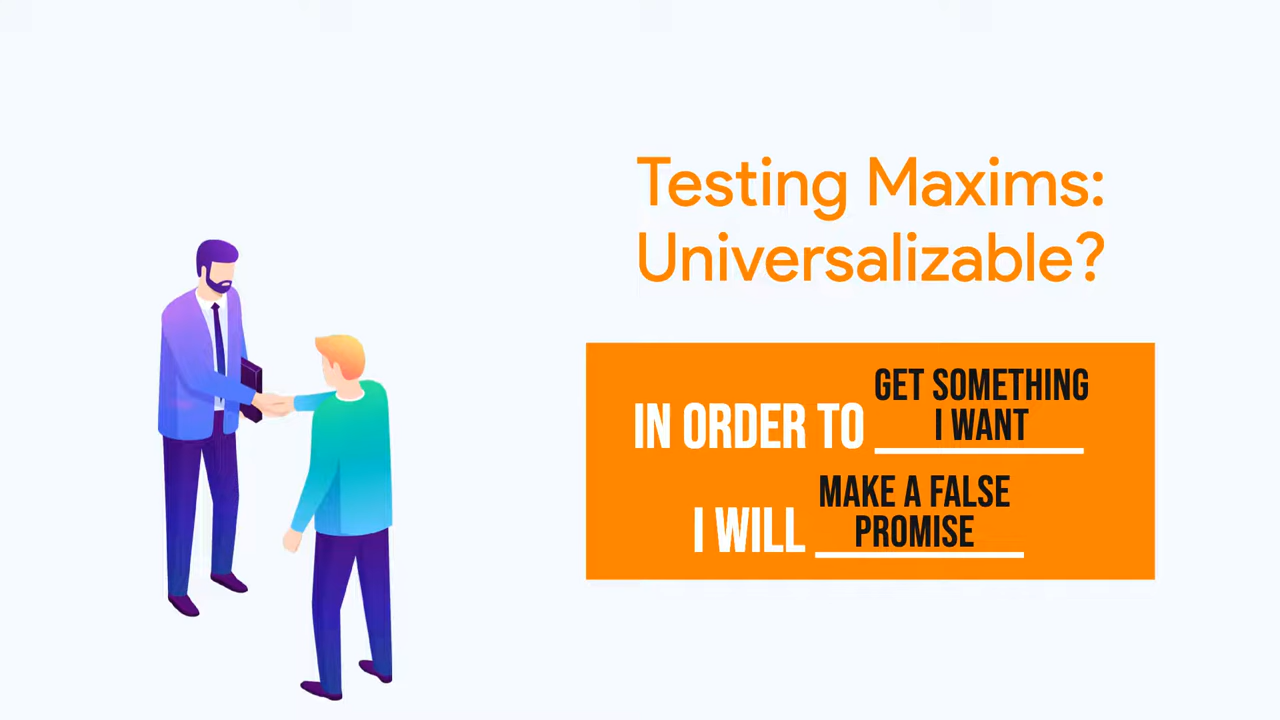 Testing Maxims:
Universalizable?
GET SOMETHING
IN ORDER TO I WANT
MAKE A FALSE
I WILL PROMISE